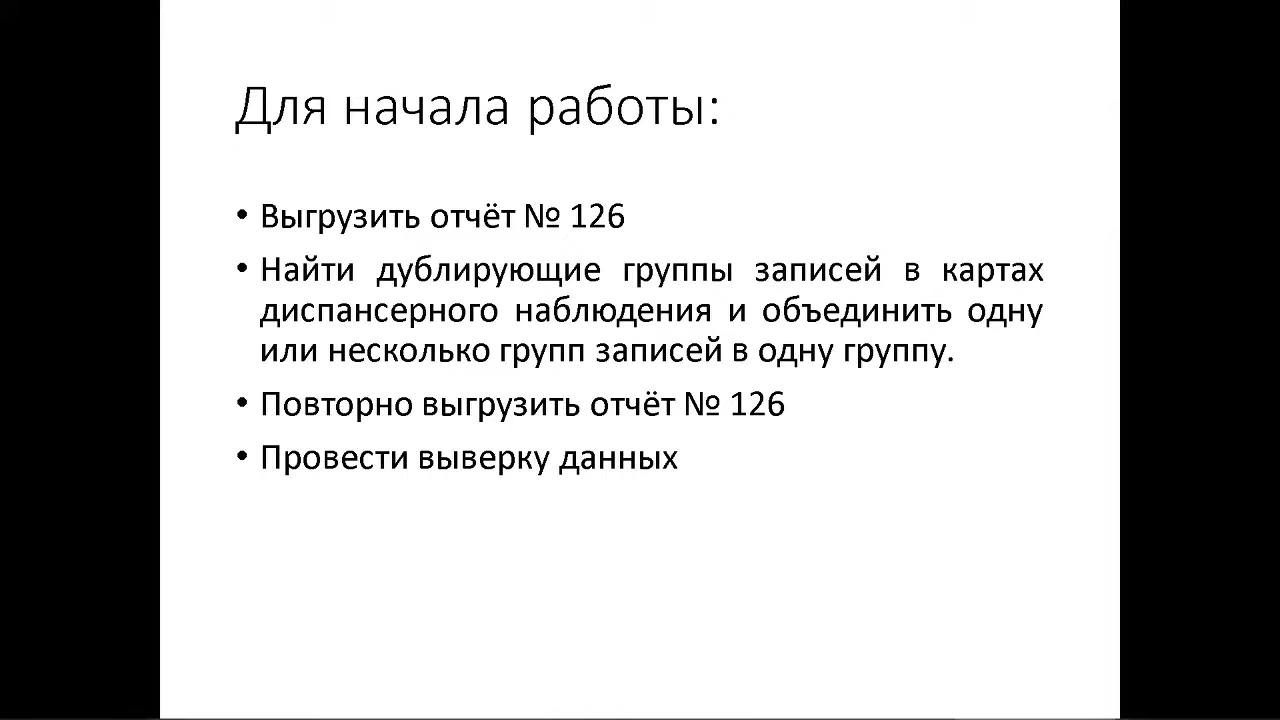 Для начала работы:
• Выгрузить отчёт № 126
• Найти дублирующие группы записей в картах
диспансерного наблюдения и объединить одну
или несколько групп записей в одну группу.
• Повторно выгрузить отчёт № 126
• Провести выверку данных